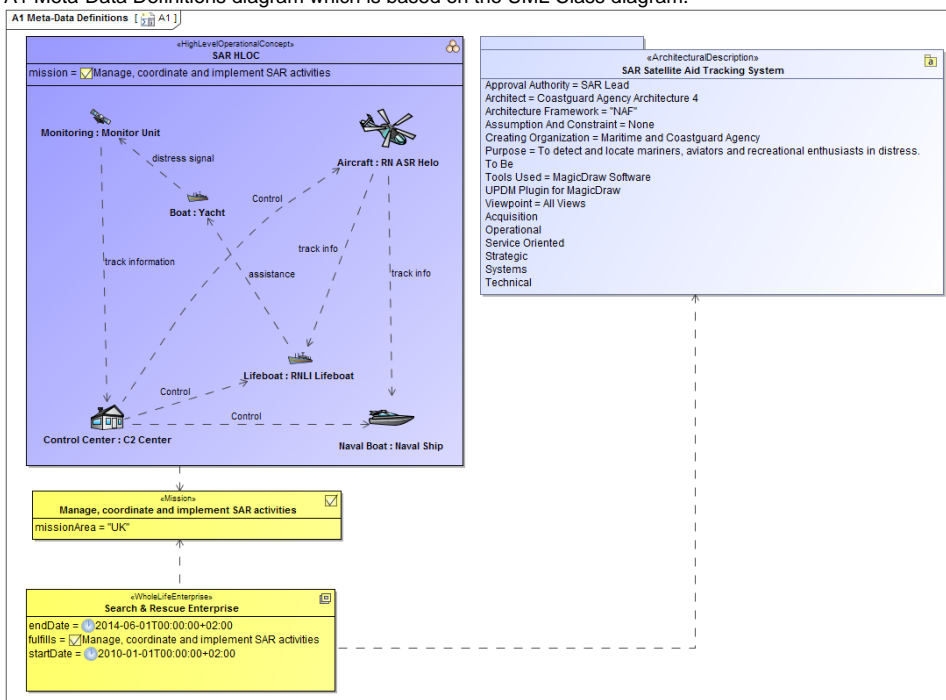 A1 Meta-Data Definitions diagram which is based on the UML Class diagram.
A1 Meta-Data Definitions [ A1 ]
«HighLevelOperationalConcept»
SAR HLOC
mission = Manage, coordinate and implement SAR activities
Monitoring : Monitor Unit
distress signal
Aircraft : RN ASR Helo
Control
Boat : Yacht
track info
track information
assistance
track info
Lifeboat : RNLI Lifeboat
Control
Control
Control Center : C2 Center
Naval Boat : Naval Ship
«ArchitecturalDescription»
SAR Satellite Aid Tracking System
Approval Authority = SAR Lead
Architect = Coastguard Agency Architecture 4
Architecture Framework = "NAF"
Assumption And Constraint = None
Creating Organization = Maritime and Coastguard Agency
Purpose = To detect and locate mariners, aviators and recreational enthusiasts in distress.
To Be
Tools Used = MagicDraw Software
UPDM Plugin for MagicDraw
Viewpoint = All Views
Acquisition
Operational
Service Oriented
Strategic
Systems
Technical
«Mission»
Manage, coordinate and implement SAR activities
missionArea = "UK"
«WholeLifeEnterprise»
Search & Rescue Enterprise
endDate = 2014-06-01T00:00:00+02:00
fulfills = Manage, coordinate and implement SAR activities
startDate = 2010-01-01T00:00:00+02:00